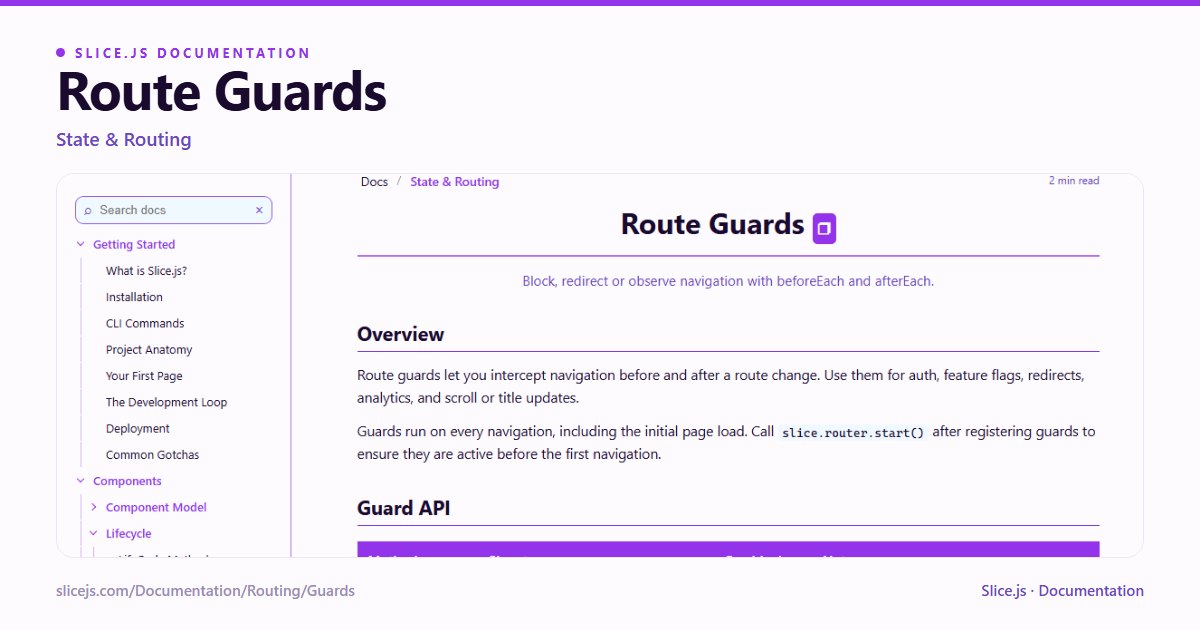 SLICE.JS DOCUMENTATION
Route Guards
State & Routing
Search docs ×
Getting Started
What is Slice.js?
Installation
CLI Commands
Project Anatomy
Your First Page
The Development Loop
Deployment
Common Gotchas
Components
Component Model
Lifecycle
Docs / State & Routing
2 min read
Route Guards
Block, redirect or observe navigation with beforeEach and afterEach.
Overview
Route guards let you intercept navigation before and after a route change. Use them for auth, feature flags, redirects,
analytics, and scroll or title updates.
Guards run on every navigation, including the initial page load. Call slice.router.start() after registering guards to
ensure they are active before the first navigation.
Guard API
slicejs.com/Documentation/Routing/Guards
Slice.js · Documentation